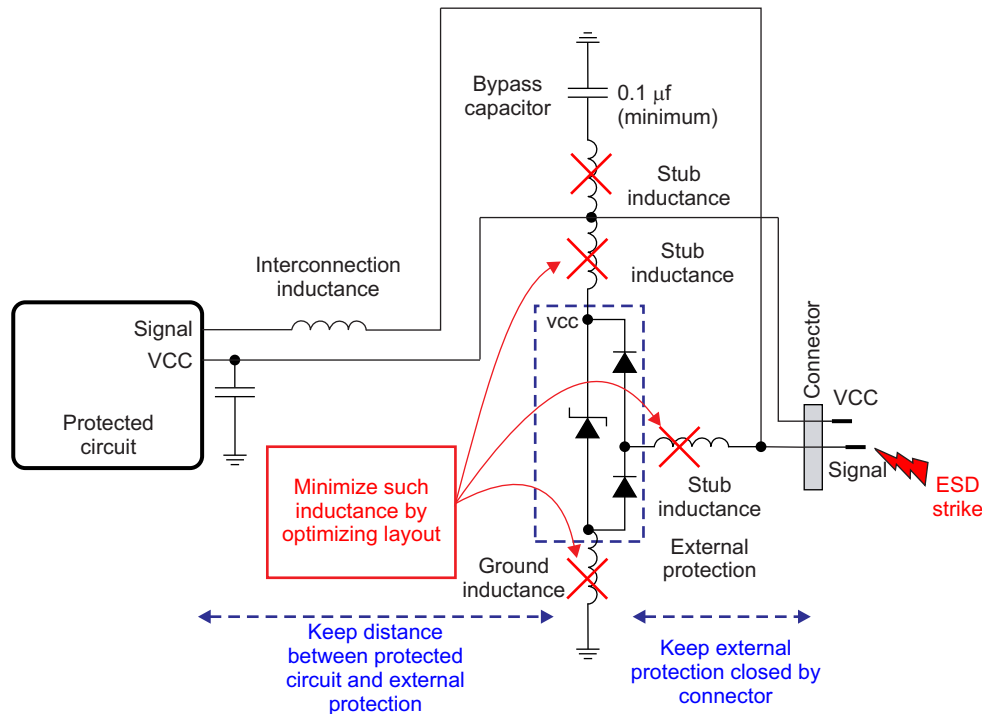 Bypass
capacitor
0.1 μf
(minimum)
Stub
inductance
Stub
inductance
Interconnection
inductance
Signal
VCC
Protected
circuit
vcc
Connector
VCC
Signal
ESD
strike
Minimize such
inductance by
optimizing layout
Stub
inductance
External
protection
Ground
inductance
Keep distance
between protected
circuit and external
protection
Keep external
protection closed by
connector